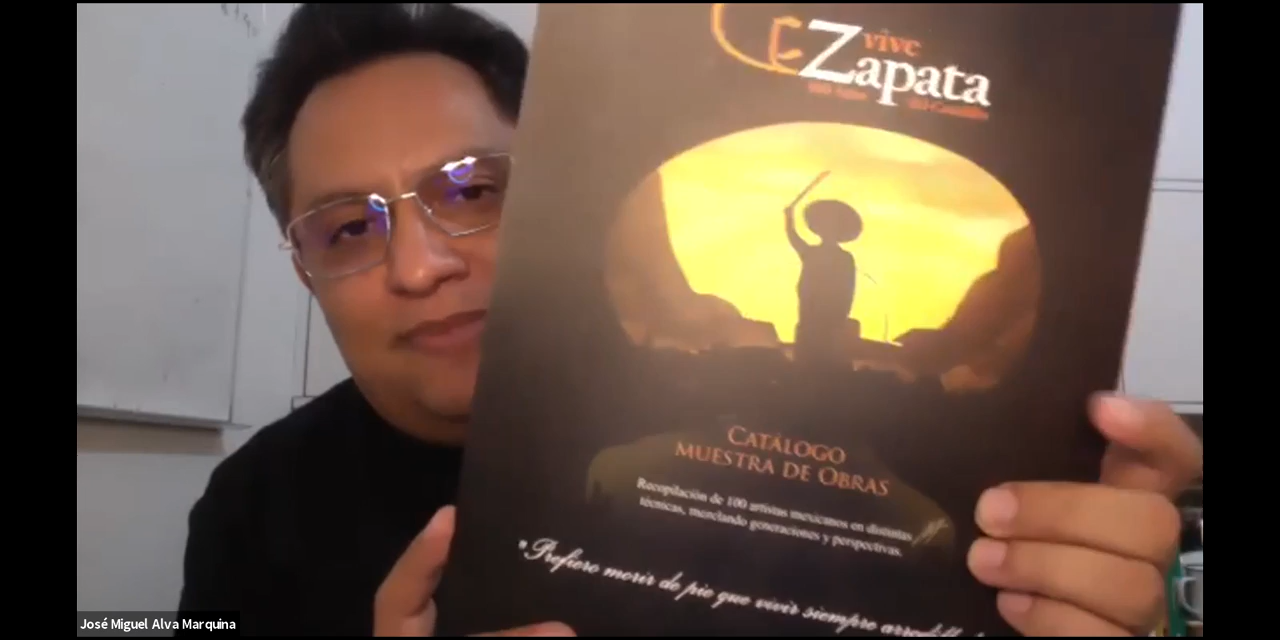 vive
Zapata
CATÁLOGO
MUESTRA DE OBRAS
Recopilación de 100 artistas mexicanos en distintas
técnicas, mezclando generaciones y perspectivas.
"Prefiero morir de pie que vivir siempre
José Miguel Alva Marquina